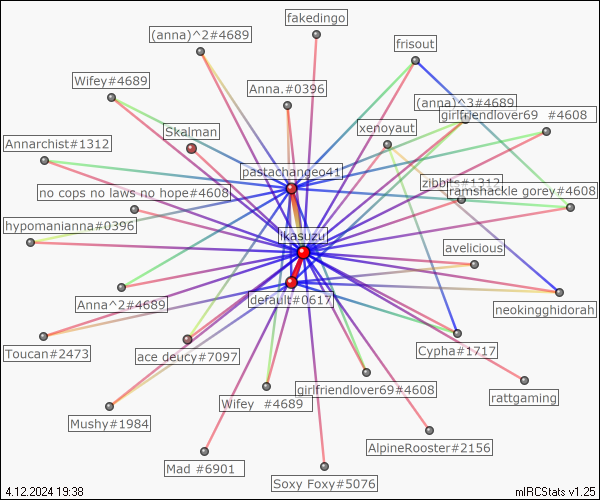 fakedingo
(anna)^2#4689
frisout
Wifey#4689
Anna.#0396
(anna)^3#4689
girlfriendlover69 #4608
xenoyaut
Skalman
Annarchist#1312
pastachangeo41
zibbits#1312
ramshackle gorey#4608
no cops no laws no hope#4608
hypomanianna#0396
ikasuzu
avelicious
default#0617
Anna^2#4689
neokingghidorah
Toucan#2473
ace deucy#7097
Cypha#1717
girlfriendlover69#4608
rattgaming
Wifey #4689
Mushy#1984
AlpineRooster#2156
Mad #6901
Soxy Foxy#5076
4.12.2024 19:38
mIRCStats v1.25